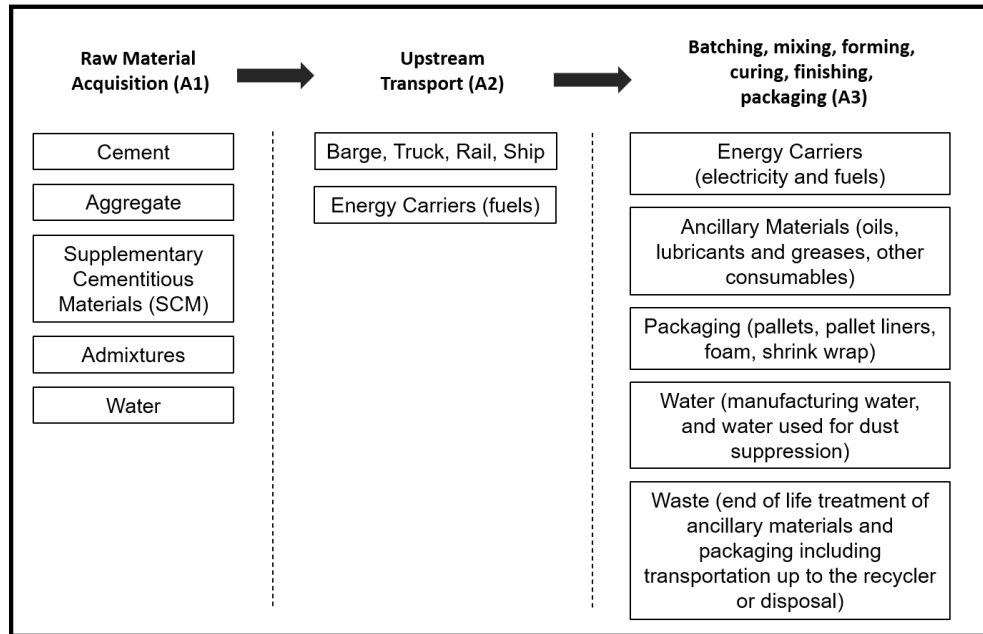 Raw Material
Acquisition (A1)
Upstream
Transport (A2)
Batching, mixing, forming,
curing, finishing,
packaging (A3)
Cement
Aggregate
Supplementary
Cementitious
Materials (SCM)
Admixtures
Water
Barge, Truck, Rail, Ship
Energy Carriers (fuels)
Energy Carriers
(electricity and fuels)
Ancillary Materials (oils,
lubricants and greases, other
consumables)
Packaging (pallets, pallet liners,
foam, shrink wrap)
Water (manufacturing water,
and water used for dust
suppression)
Waste (end of life treatment of
ancillary materials and
packaging including
transportation up to the recycler
or disposal)